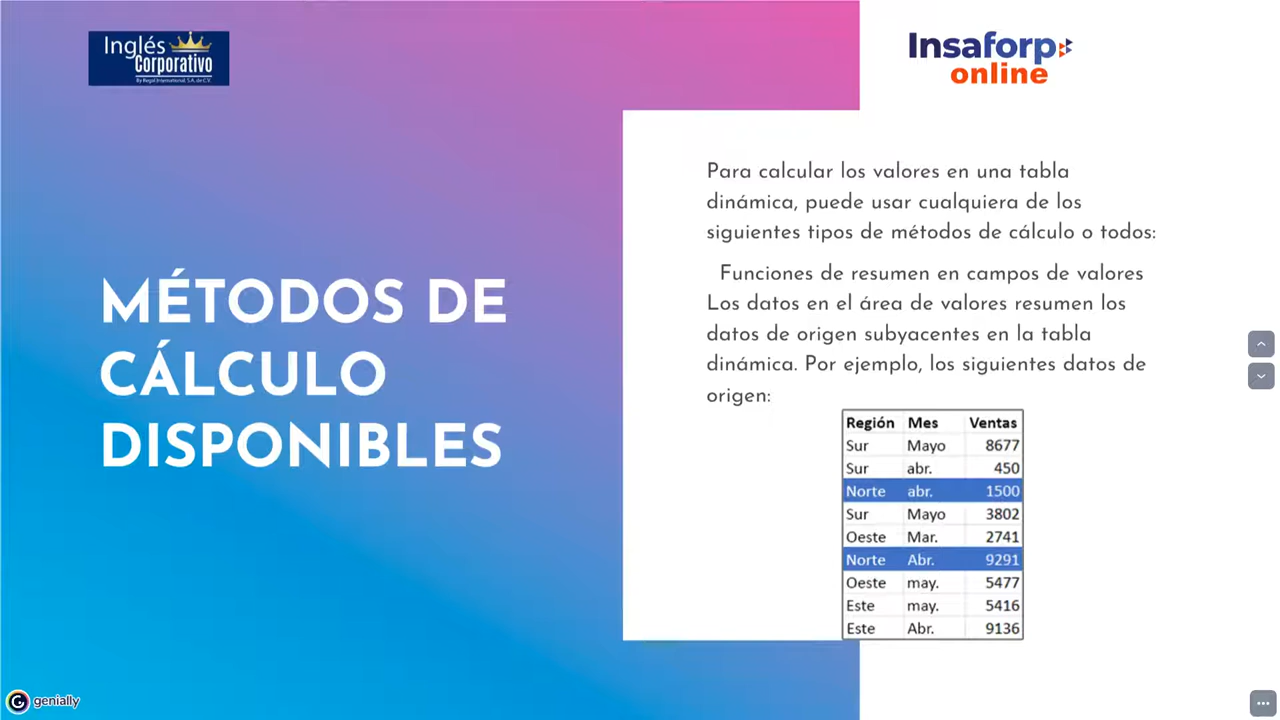 Inglés
Corporativo
By Regal International, S.A. de C.V.
Insaforp
online
MÉTODOS DE
CÁLCULO
DISPONIBLES
Para calcular los valores en una tabla
dinámica, puede usar cualquiera de los
siguientes tipos de métodos de cálculo o todos:
Funciones de resumen en campos de valores
Los datos en el área de valores resumen los
datos de origen subyacentes en la tabla
dinámica. Por ejemplo, los siguientes datos de
origen:
Región Mes Ventas
Sur Mayo 8677
Sur abr. 450
Norte abr. 1500
Sur Mayo 3802
Oeste Mar. 2741
Norte Abr. 9291
Oeste may. 5477
Este may. 5416
Este Abr. 9136
genially